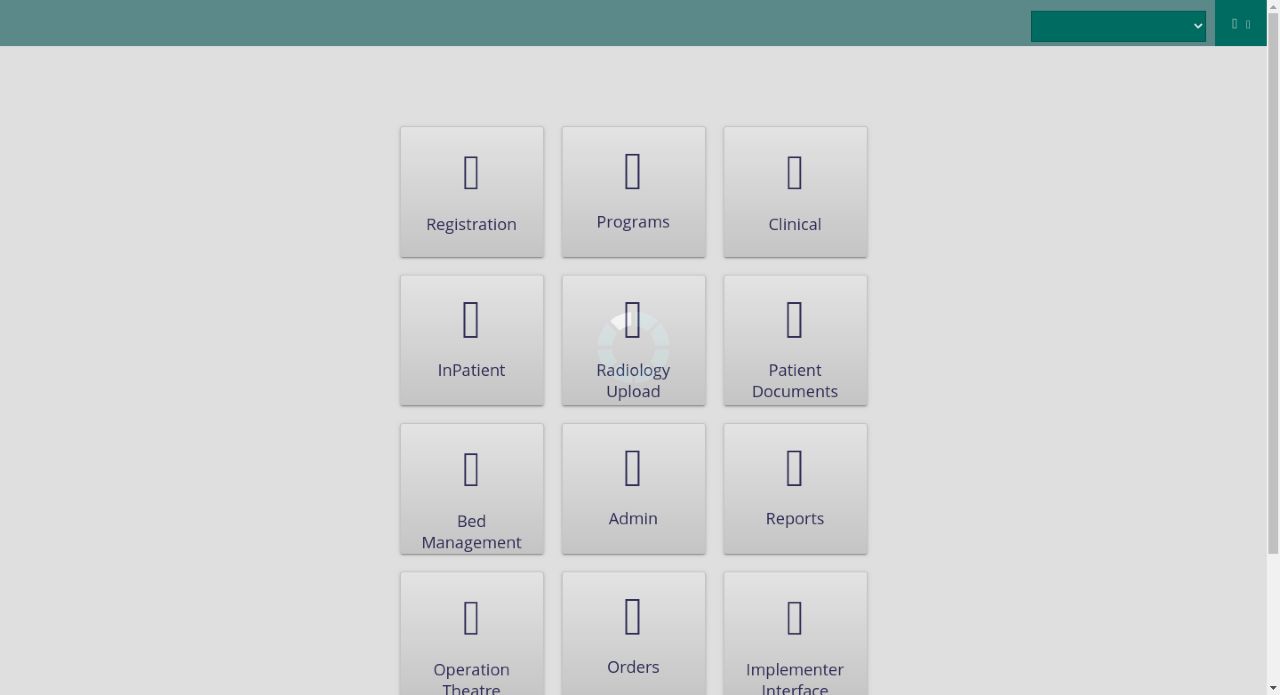 Registration
Programs
Clinical
InPatient
Radiology
Upload
Patient
Documents
Bed
Management
Admin
Reports
Operation
Theatre
Orders
Implementer
Interface